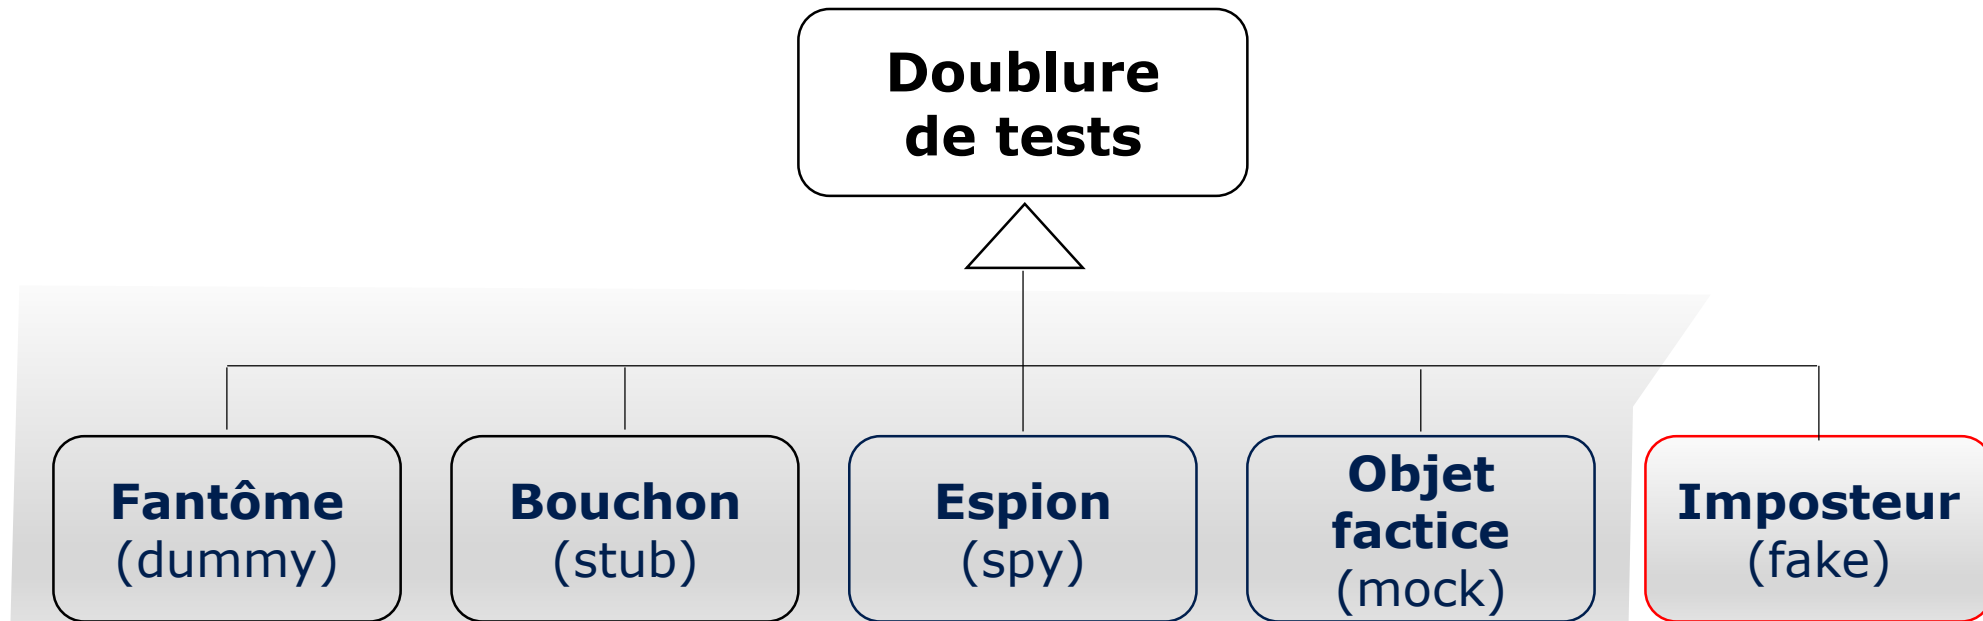 Doublure
de tests
Fantôme
(dummy)
Bouchon
(stub)
Espion
(spy)
Objet
factice
(mock)
Imposteur
(fake)